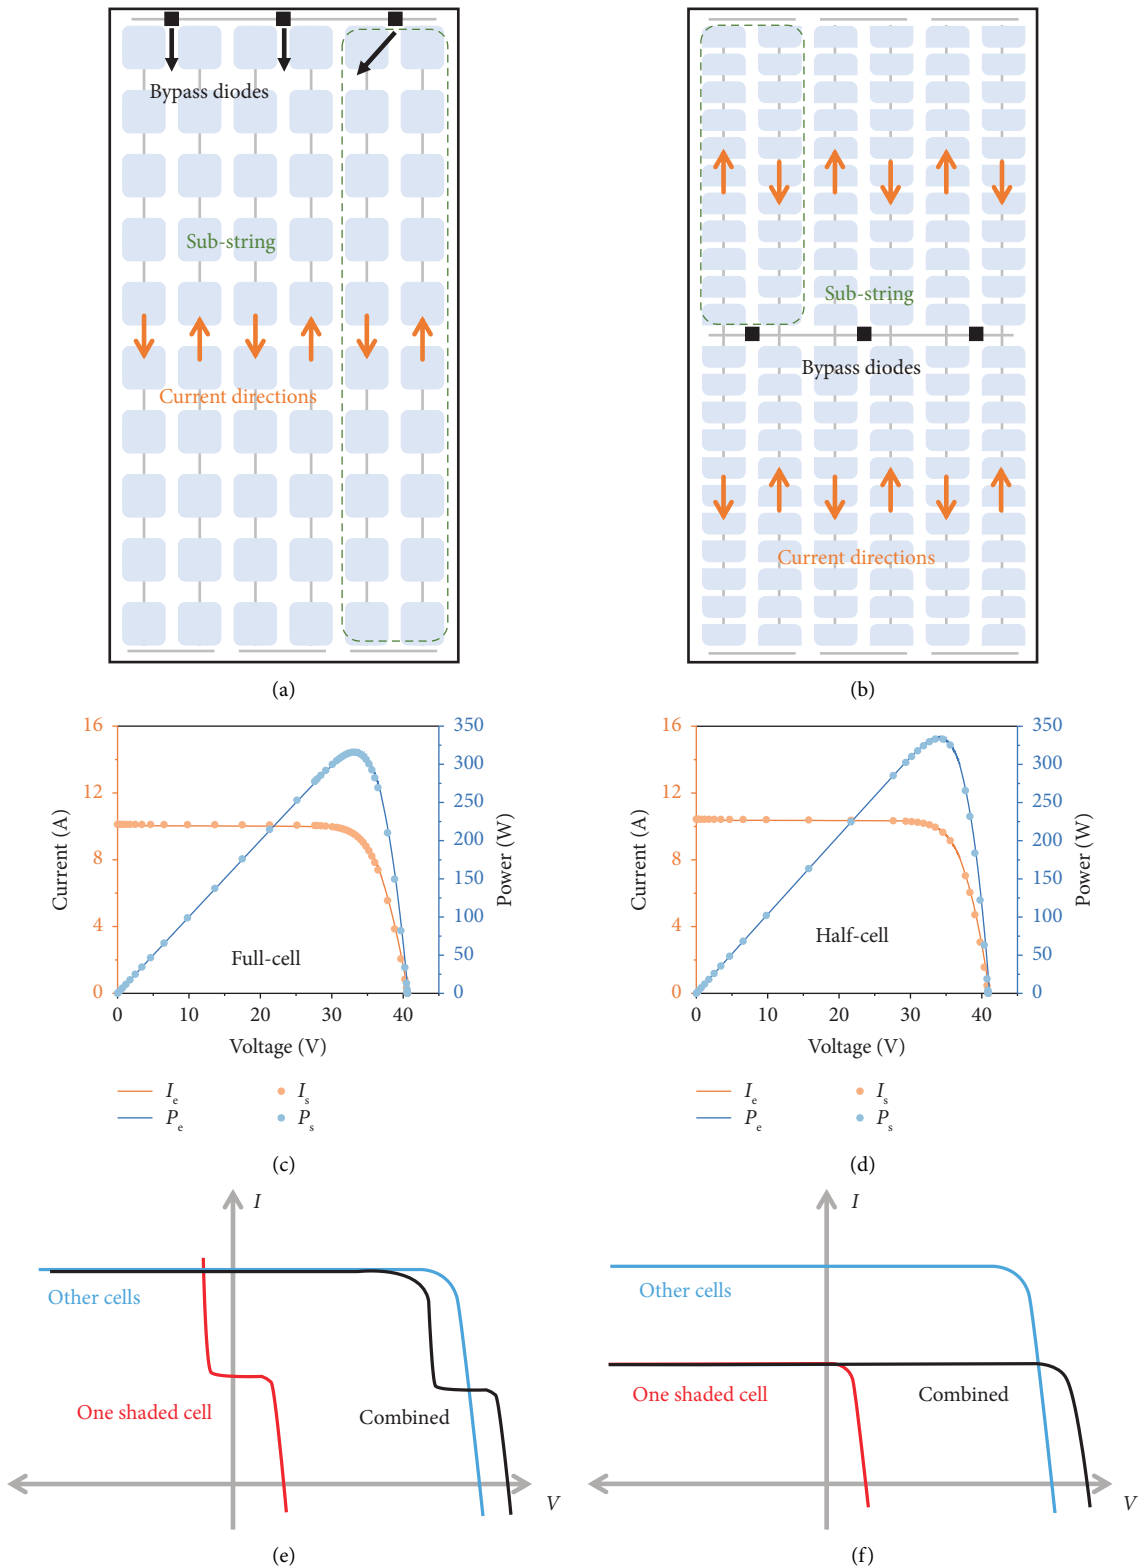 Bypass diodes
Sub-string
Current directions
(a)
Sub-string
Bypass diodes
Current directions
(b)
16
12
8
4
0
Current (A)
350
300
250
200
150
100
50
0
Power (W)
Full-cell
0 10 20 30 40
Voltage (V)
Ie Is
Pe Ps
(c)
16
12
8
4
0
Current (A)
350
300
250
200
150
100
50
0
Power (W)
Half-cell
0 10 20 30 40
Voltage (V)
Ie Is
Pe Ps
(d)
I
Other cells
One shaded cell
Combined
V
(e)
I
Other cells
One shaded cell
Combined
V
(f)